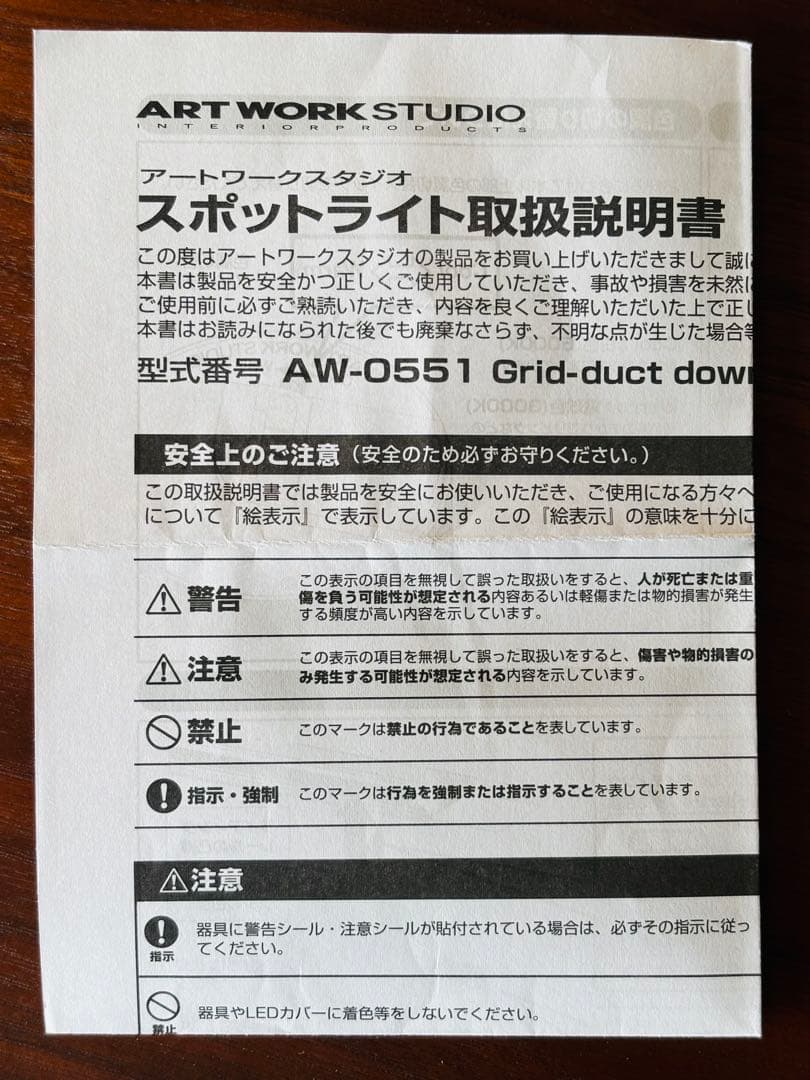 ART WORK STUDIO
INTERIOR PRODUCTS
アートワークスタジオ
スポットライト取扱説明書
この度はアートワークスタジオの製品をお買い上げいただきまして誠に
本書は製品を安全かつ正しくご使用していただき、事故や損害を未然に
ご使用前に必ずご熟読いただき、内容を良くご理解いただいた上で正し
本書はお読みになられた後でも廃棄なさらず、不明な点が生じた場合等
型式番号 AW-0551 Grid-duct down
安全上のご注意（安全のため必ずお守りください。）
この取扱説明書では製品を安全にお使いいただき、ご使用になる方々へ
について『絵表示』で表示しています。この『絵表示』の意味を十分に
警告
この表示の項目を無視して誤った取扱いをすると、人が死亡または重
傷を負う可能性が想定される内容あるいは軽傷または物的損害が発生
する頻度が高い内容を示しています。
注意
この表示の項目を無視して誤った取扱いをすると、傷害や物的損害の
み発生する可能性が想定される内容を示しています。
禁止
このマークは禁止の行為であることを表しています。
指示・強制
このマークは行為を強制または指示することを表しています。
注意
指示
器具に警告シール・注意シールが貼付されている場合は、必ずその指示に従っ
てください。
禁止
器具やLEDカバーに着色等をしないでください。